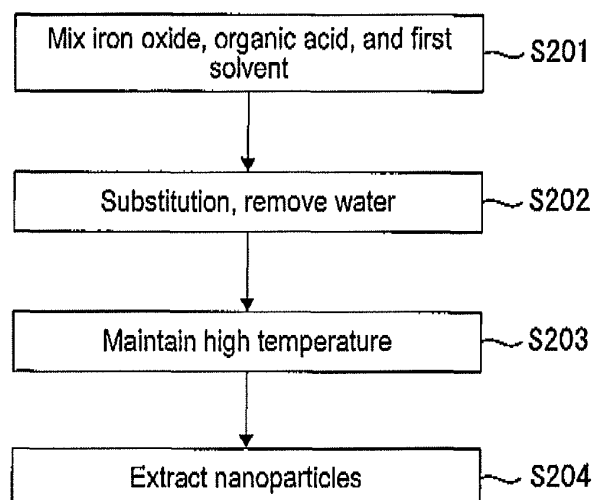 Mix iron oxide, organic acid, and first
solvent
S201
Substitution, remove water
S202
Maintain high temperature
S203
Extract nanoparticles
S204